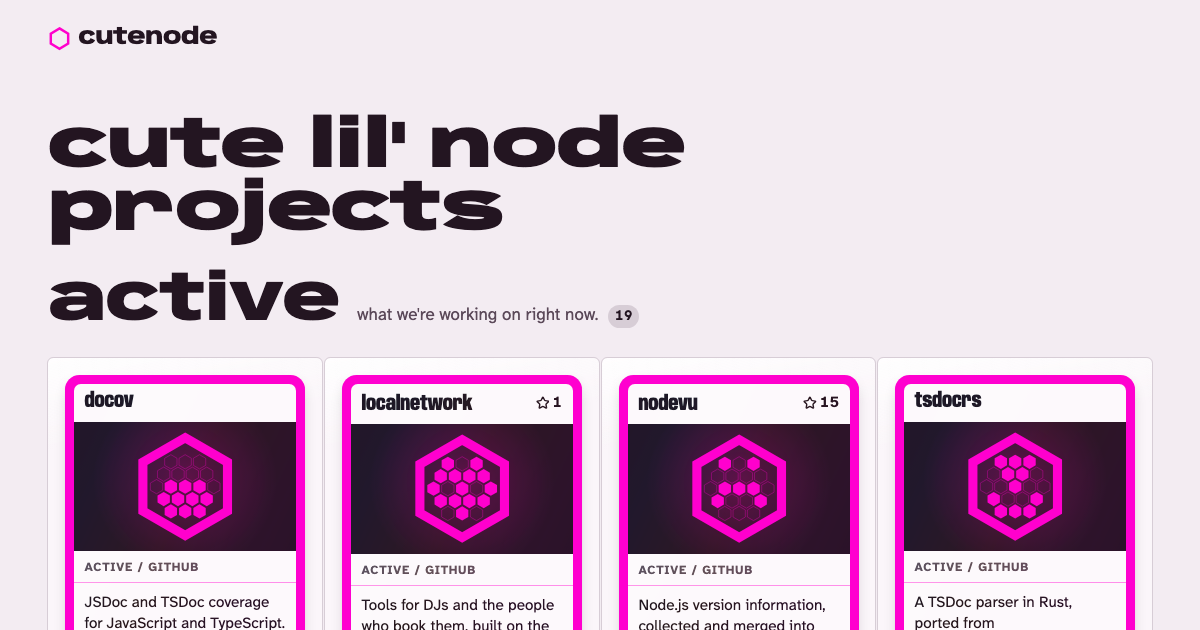 cutenode
cute lil' node
projects
active what we're working on right now. 19
docov
localnetwork 1
nodevu 15
tsdocrs
ACTIVE / GITHUB
ACTIVE / GITHUB
ACTIVE / GITHUB
ACTIVE / GITHUB
JSDoc and TSDoc coverage
for JavaScript and TypeScript.
Tools for DJs and the people
who book them, built on the
Node.js version information,
collected and merged into
A TSDoc parser in Rust,
ported from